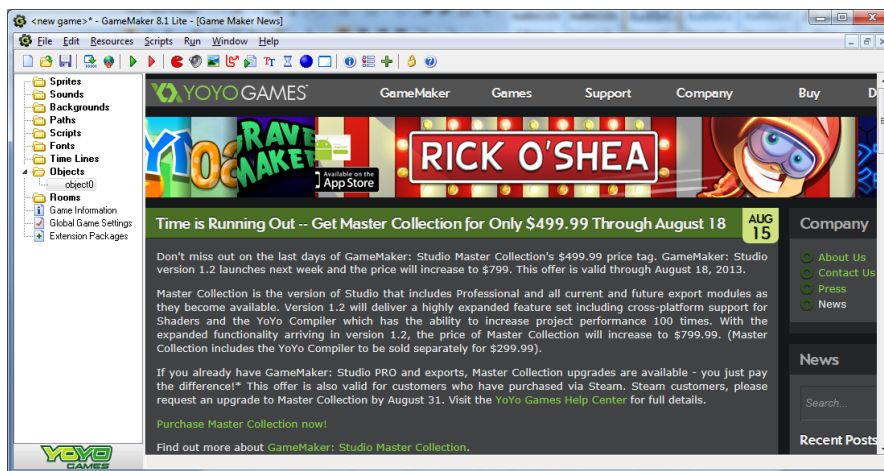 <new game>* - GameMaker 8.1 Lite - [Game Maker News]
File Edit Resources Scripts Run Window Help
Sprites
Sounds
Backgrounds
Paths
Scripts
Fonts
Time Lines
Objects
object0
Rooms
Game Information
Global Game Settings
Extension Packages
YOYO
GAMES
YOYO GAMES
GameMaker Games Support Company Buy D
GRAVE
MAKER
Available on the
App Store
RICK O'SHEA
Time is Running Out -- Get Master Collection for Only $499.99 Through August 18
AUG
15
Don't miss out on the last days of GameMaker: Studio Master Collection's $499.99 price tag. GameMaker: Studio
version 1.2 launches next week and the price will increase to $799. This offer is valid through August 18, 2013.
Master Collection is the version of Studio that includes Professional and all current and future export modules as
they become available. Version 1.2 will deliver a highly expanded feature set including cross-platform support for
Shaders and the YoYo Compiler which has the ability to increase project performance 100 times. With the
expanded functionality arriving in version 1.2, the price of Master Collection will increase to $799.99. (Master
Collection includes the YoYo Compiler to be sold separately for $299.99).
If you already have GameMaker: Studio PRO and exports, Master Collection upgrades are available - you just pay
the difference!* This offer is also valid for customers who have purchased via Steam. Steam customers, please
request an upgrade to Master Collection by August 31. Visit the YoYo Games Help Center for full details.
Purchase Master Collection now!
Find out more about GameMaker: Studio Master Collection.
Company
About Us
Contact Us
Press
News
News
Search...
Recent Posts